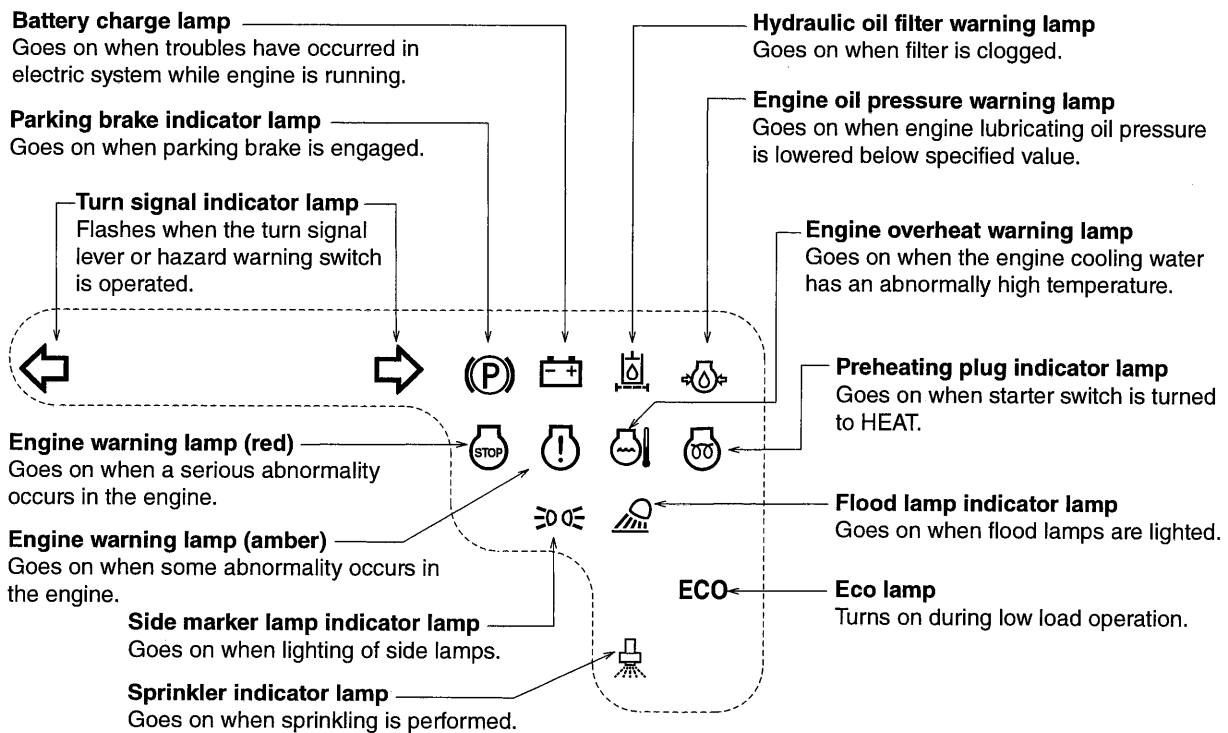 Battery charge lamp
Goes on when troubles have occurred in
electric system while engine is running.
Parking brake indicator lamp
Goes on when parking brake is engaged.
Turn signal indicator lamp
Flashes when the turn signal
lever or hazard warning switch
is operated.
Hydraulic oil filter warning lamp
Goes on when filter is clogged.
Engine oil pressure warning lamp
Goes on when engine lubricating oil pressure
is lowered below specified value.
Engine overheat warning lamp
Goes on when the engine cooling water
has an abnormally high temperature.
P
- +
Preheating plug indicator lamp
Goes on when starter switch is turned
to HEAT.
Engine warning lamp (red)
Goes on when a serious abnormality
occurs in the engine.
STOP
!
Engine warning lamp (amber)
Goes on when some abnormality occurs in
the engine.
Flood lamp indicator lamp
Goes on when flood lamps are lighted.
ECO
Eco lamp
Turns on during low load operation.
Side marker lamp indicator lamp
Goes on when lighting of side lamps.
Sprinkler indicator lamp
Goes on when sprinkling is performed.